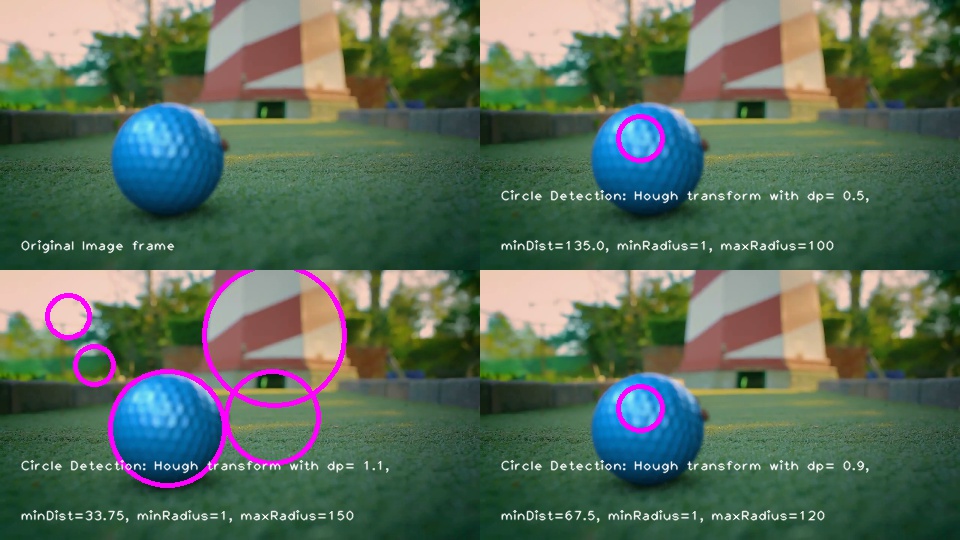 Original Image frame
Circle Detection: Hough transform with dp= 0.5,
minDist=135.0, minRadius=1, maxRadius=100
Circle Detection: Hough transform with dp= 1.1,
minDist=33.75, minRadius=1, maxRadius=150
Circle Detection: Hough transform with dp= 0.9,
minDist=67.5, minRadius=1, maxRadius=120